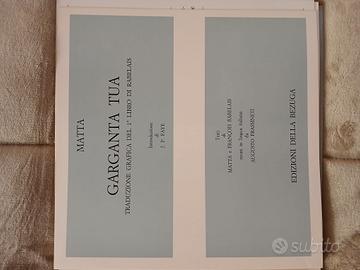 MATTA
GARGANTA TUA
TRADUZIONE GRAFICA DEL 1° LIBRO DI RABELAIS
Introduzione
di
J. P. FAYE
Testi
di
MATTA e FRANÇOIS RABELAIS
recati in lingua italiana
da
AUGUSTO FRASSINETI
EDIZIONI DELLA BEZUGA
subito